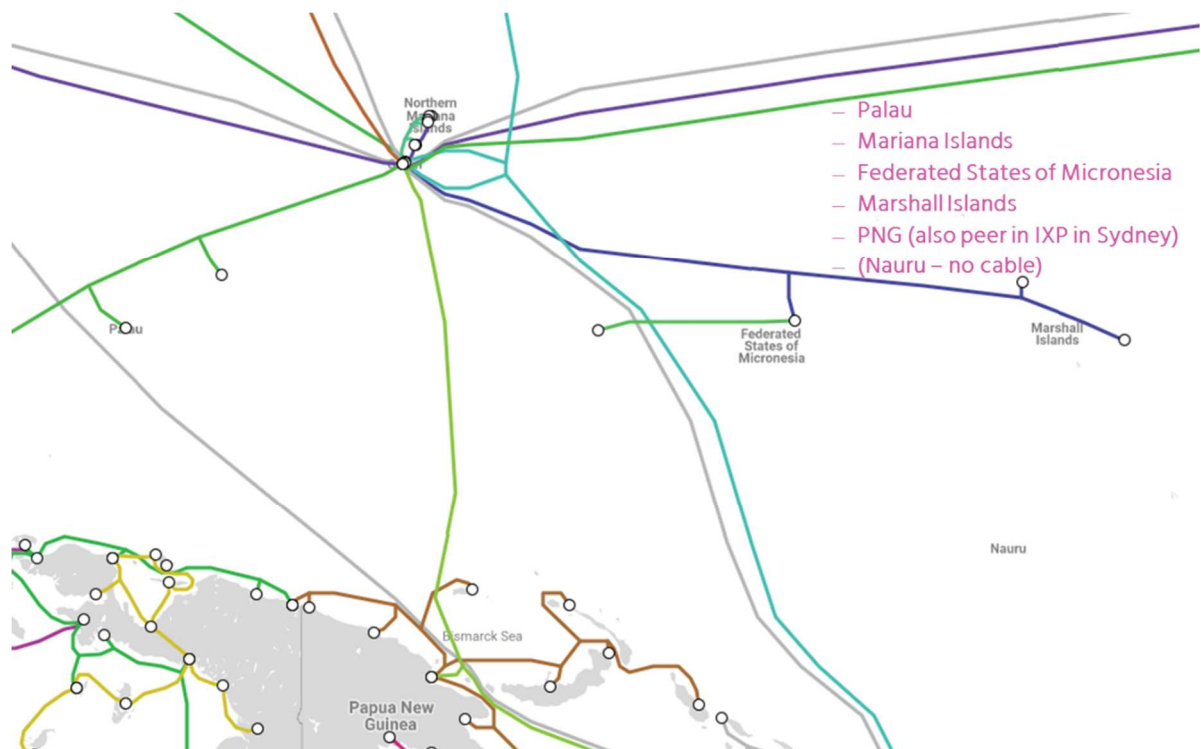 Northern
Mariana
Islands
– Palau
– Mariana Islands
– Federated States of Micronesia
– Marshall Islands
– PNG (also peer in IXP in Sydney)
– (Nauru – no cable)
Palau
Federated
States of
Micronesia
Marshall
Islands
Nauru
Bismarck Sea
Papua New
Guinea